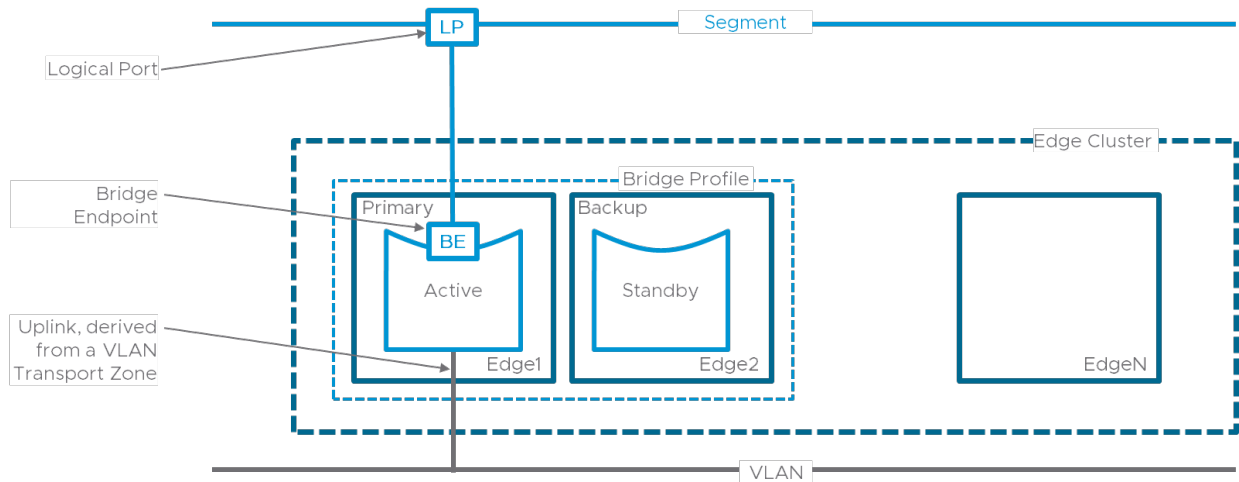 LP
Segment
Logical Port
Edge Cluster
Bridge Profile
Bridge
Endpoint
Primary
Backup
BE
Active
Standby
Uplink, derived
from a VLAN
Transport Zone
Edge1
Edge2
EdgeN
VLAN